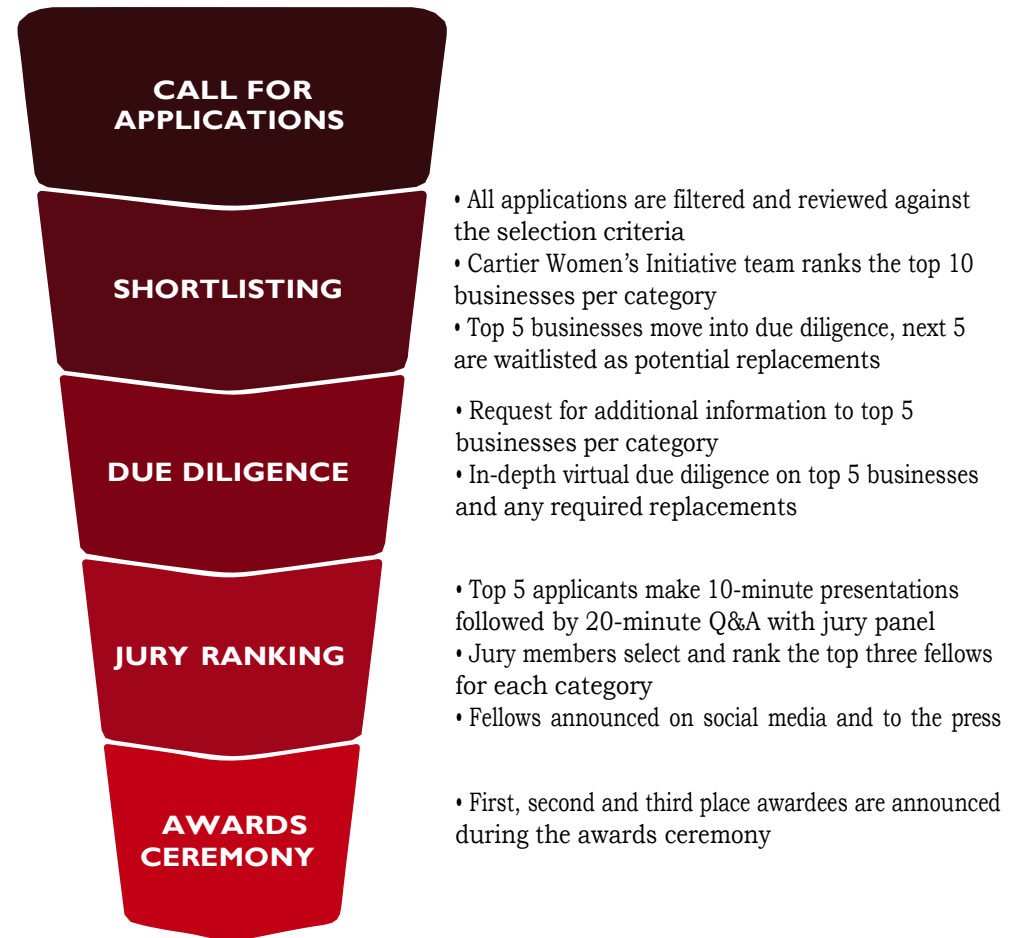 CALL FOR
APPLICATIONS
SHORTLISTING
• All applications are filtered and reviewed against
the selection criteria
• Cartier Women’s Initiative team ranks the top 10
businesses per category
• Top 5 businesses move into due diligence, next 5
are waitlisted as potential replacements
DUE DILIGENCE
• Request for additional information to top 5
businesses per category
• In-depth virtual due diligence on top 5 businesses
and any required replacements
JURY RANKING
• Top 5 applicants make 10-minute presentations
followed by 20-minute Q&A with jury panel
• Jury members select and rank the top three fellows
for each category
• Fellows announced on social media and to the press
AWARDS
CEREMONY
• First, second and third place awardees are announced
during the awards ceremony